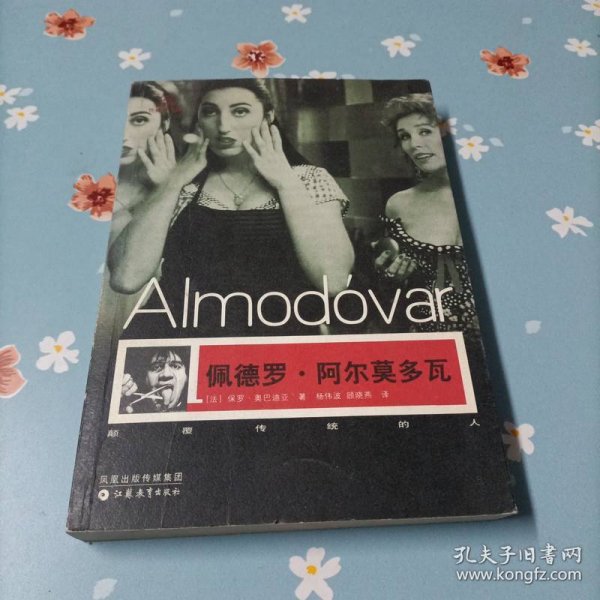 Almodóvar
佩德罗·阿尔莫多瓦
[法] 保罗·奥巴迪亚 著 杨伟波 顾晓燕 译
颠覆传统的人
凤凰出版传媒集团
江苏教育出版社
孔夫子旧书网
www.kongfz.com